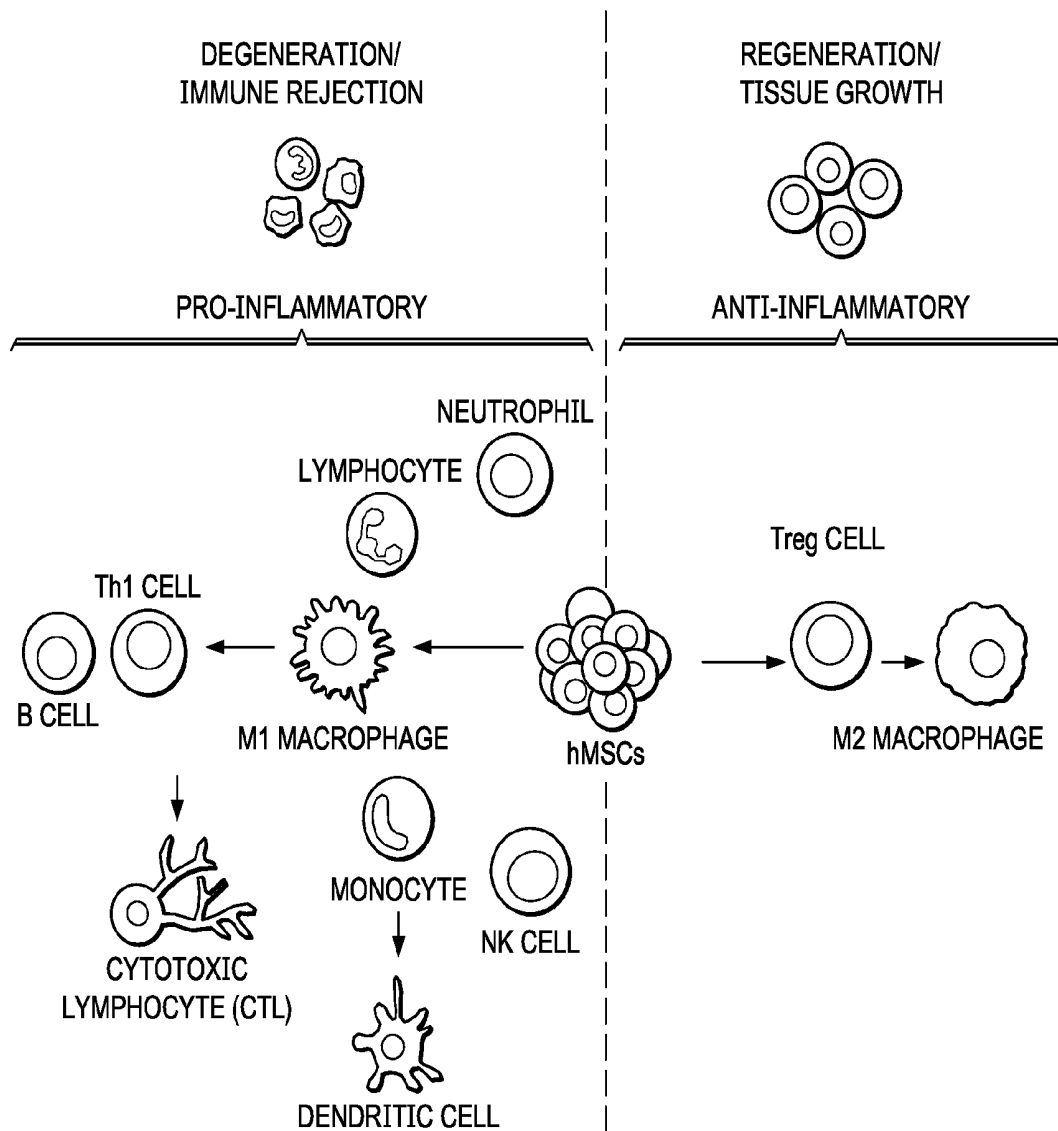 DEGENERATION/
IMMUNE REJECTION
REGENERATION/
TISSUE GROWTH
PRO-INFLAMMATORY
ANTI-INFLAMMATORY
NEUTROPHIL
LYMPHOCYTE
Treg CELL
Th1 CELL
B CELL
M1 MACROPHAGE
hMSCs
M2 MACROPHAGE
MONOCYTE
NK CELL
CYTOTOXIC
LYMPHOCYTE (CTL)
DENDRITIC CELL